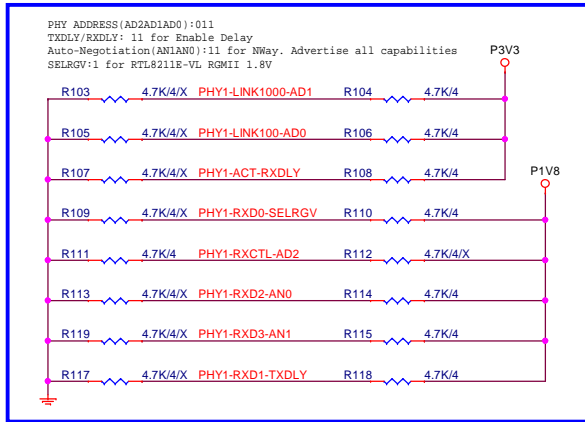 PHY ADDRESS(AD2AD1AD0):011
TXDLY/RXDLY: 11 for Enable Delay
Auto-Negotiation(AN1AN0):11 for NWay. Advertise all capabilities
SELRGV:1 for RTL8211E-VL RGMII 1.8V
P3V3
R103 4.7K/4/X PHY1-LINK1000-AD1 R104 4.7K/4
R105 4.7K/4/X PHY1-LINK100-AD0 R106 4.7K/4
R107 4.7K/4/X PHY1-ACT-RXDLY R108 4.7K/4
P1V8
R109 4.7K/4/X PHY1-RXD0-SELRGV R110 4.7K/4
R111 4.7K/4 PHY1-RXCTL-AD2 R112 4.7K/4/X
R113 4.7K/4/X PHY1-RXD2-AN0 R114 4.7K/4
R119 4.7K/4/X PHY1-RXD3-AN1 R115 4.7K/4
R117 4.7K/4/X PHY1-RXD1-TXDLY R118 4.7K/4